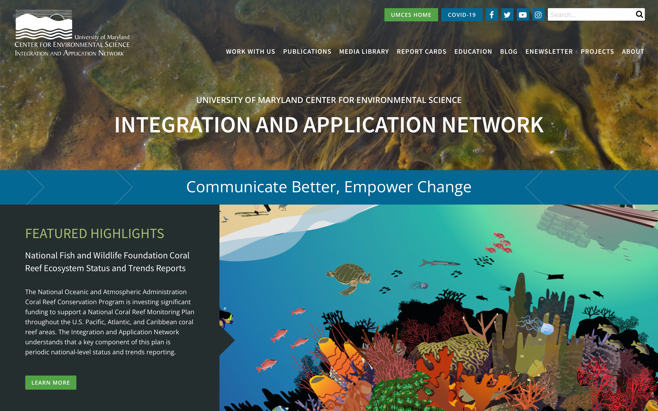 University of Maryland
CENTER FOR ENVIRONMENTAL SCIENCE
INTEGRATION AND APPLICATION NETWORK
UMCES HOME
COVID-19
Search...
WORK WITH US
PUBLICATIONS
MEDIA LIBRARY
REPORT CARDS
EDUCATION
BLOG
ENEWSLETTER
PROJECTS
ABOUT
UNIVERSITY OF MARYLAND CENTER FOR ENVIRONMENTAL SCIENCE
INTEGRATION AND APPLICATION NETWORK
Communicate Better, Empower Change
FEATURED HIGHLIGHTS
National Fish and Wildlife Foundation Coral
Reef Ecosystem Status and Trends Reports
The National Oceanic and Atmospheric Administration
Coral Reef Conservation Program is investing significant
funding to support a National Coral Reef Monitoring Plan
throughout the U.S. Pacific, Atlantic, and Caribbean coral
reef areas. The Integration and Application Network
understands that a key component of this plan is
periodic national-level status and trends reporting.
LEARN MORE